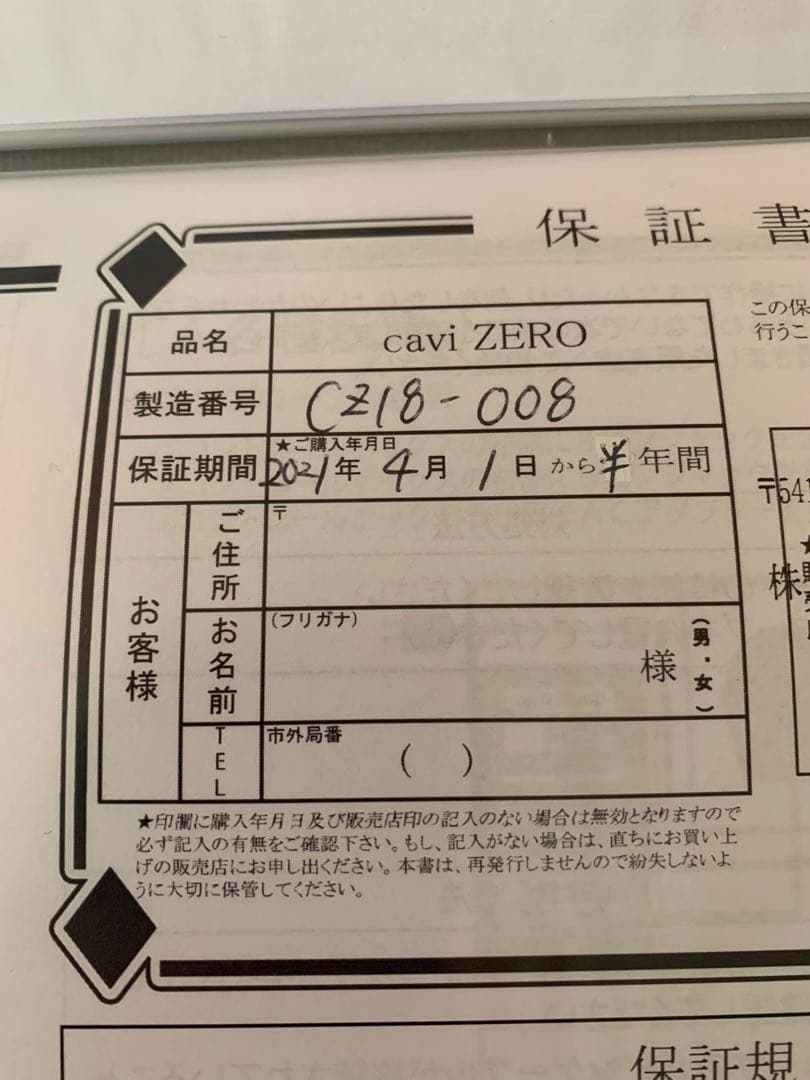 保証書
この保
行うこ
品名 cavi ZERO
製造番号 CZ18-008
保証期間 ★ご購入年月日
2021年 4月 1日から半年間
お客様
ご住所 〒
お名前 (フリガナ)
様 (男・女)
TEL 市外局番
( )
〒541
株
★印欄に購入年月日及び販売店印の記入のない場合は無効となりますので
必ず記入の有無をご確認下さい。もし、記入がない場合は、直ちにお買い上
げの販売店にお申し出ください。本書は、再発行しませんので紛失しないよ
うに大切に保管してください。
保証規